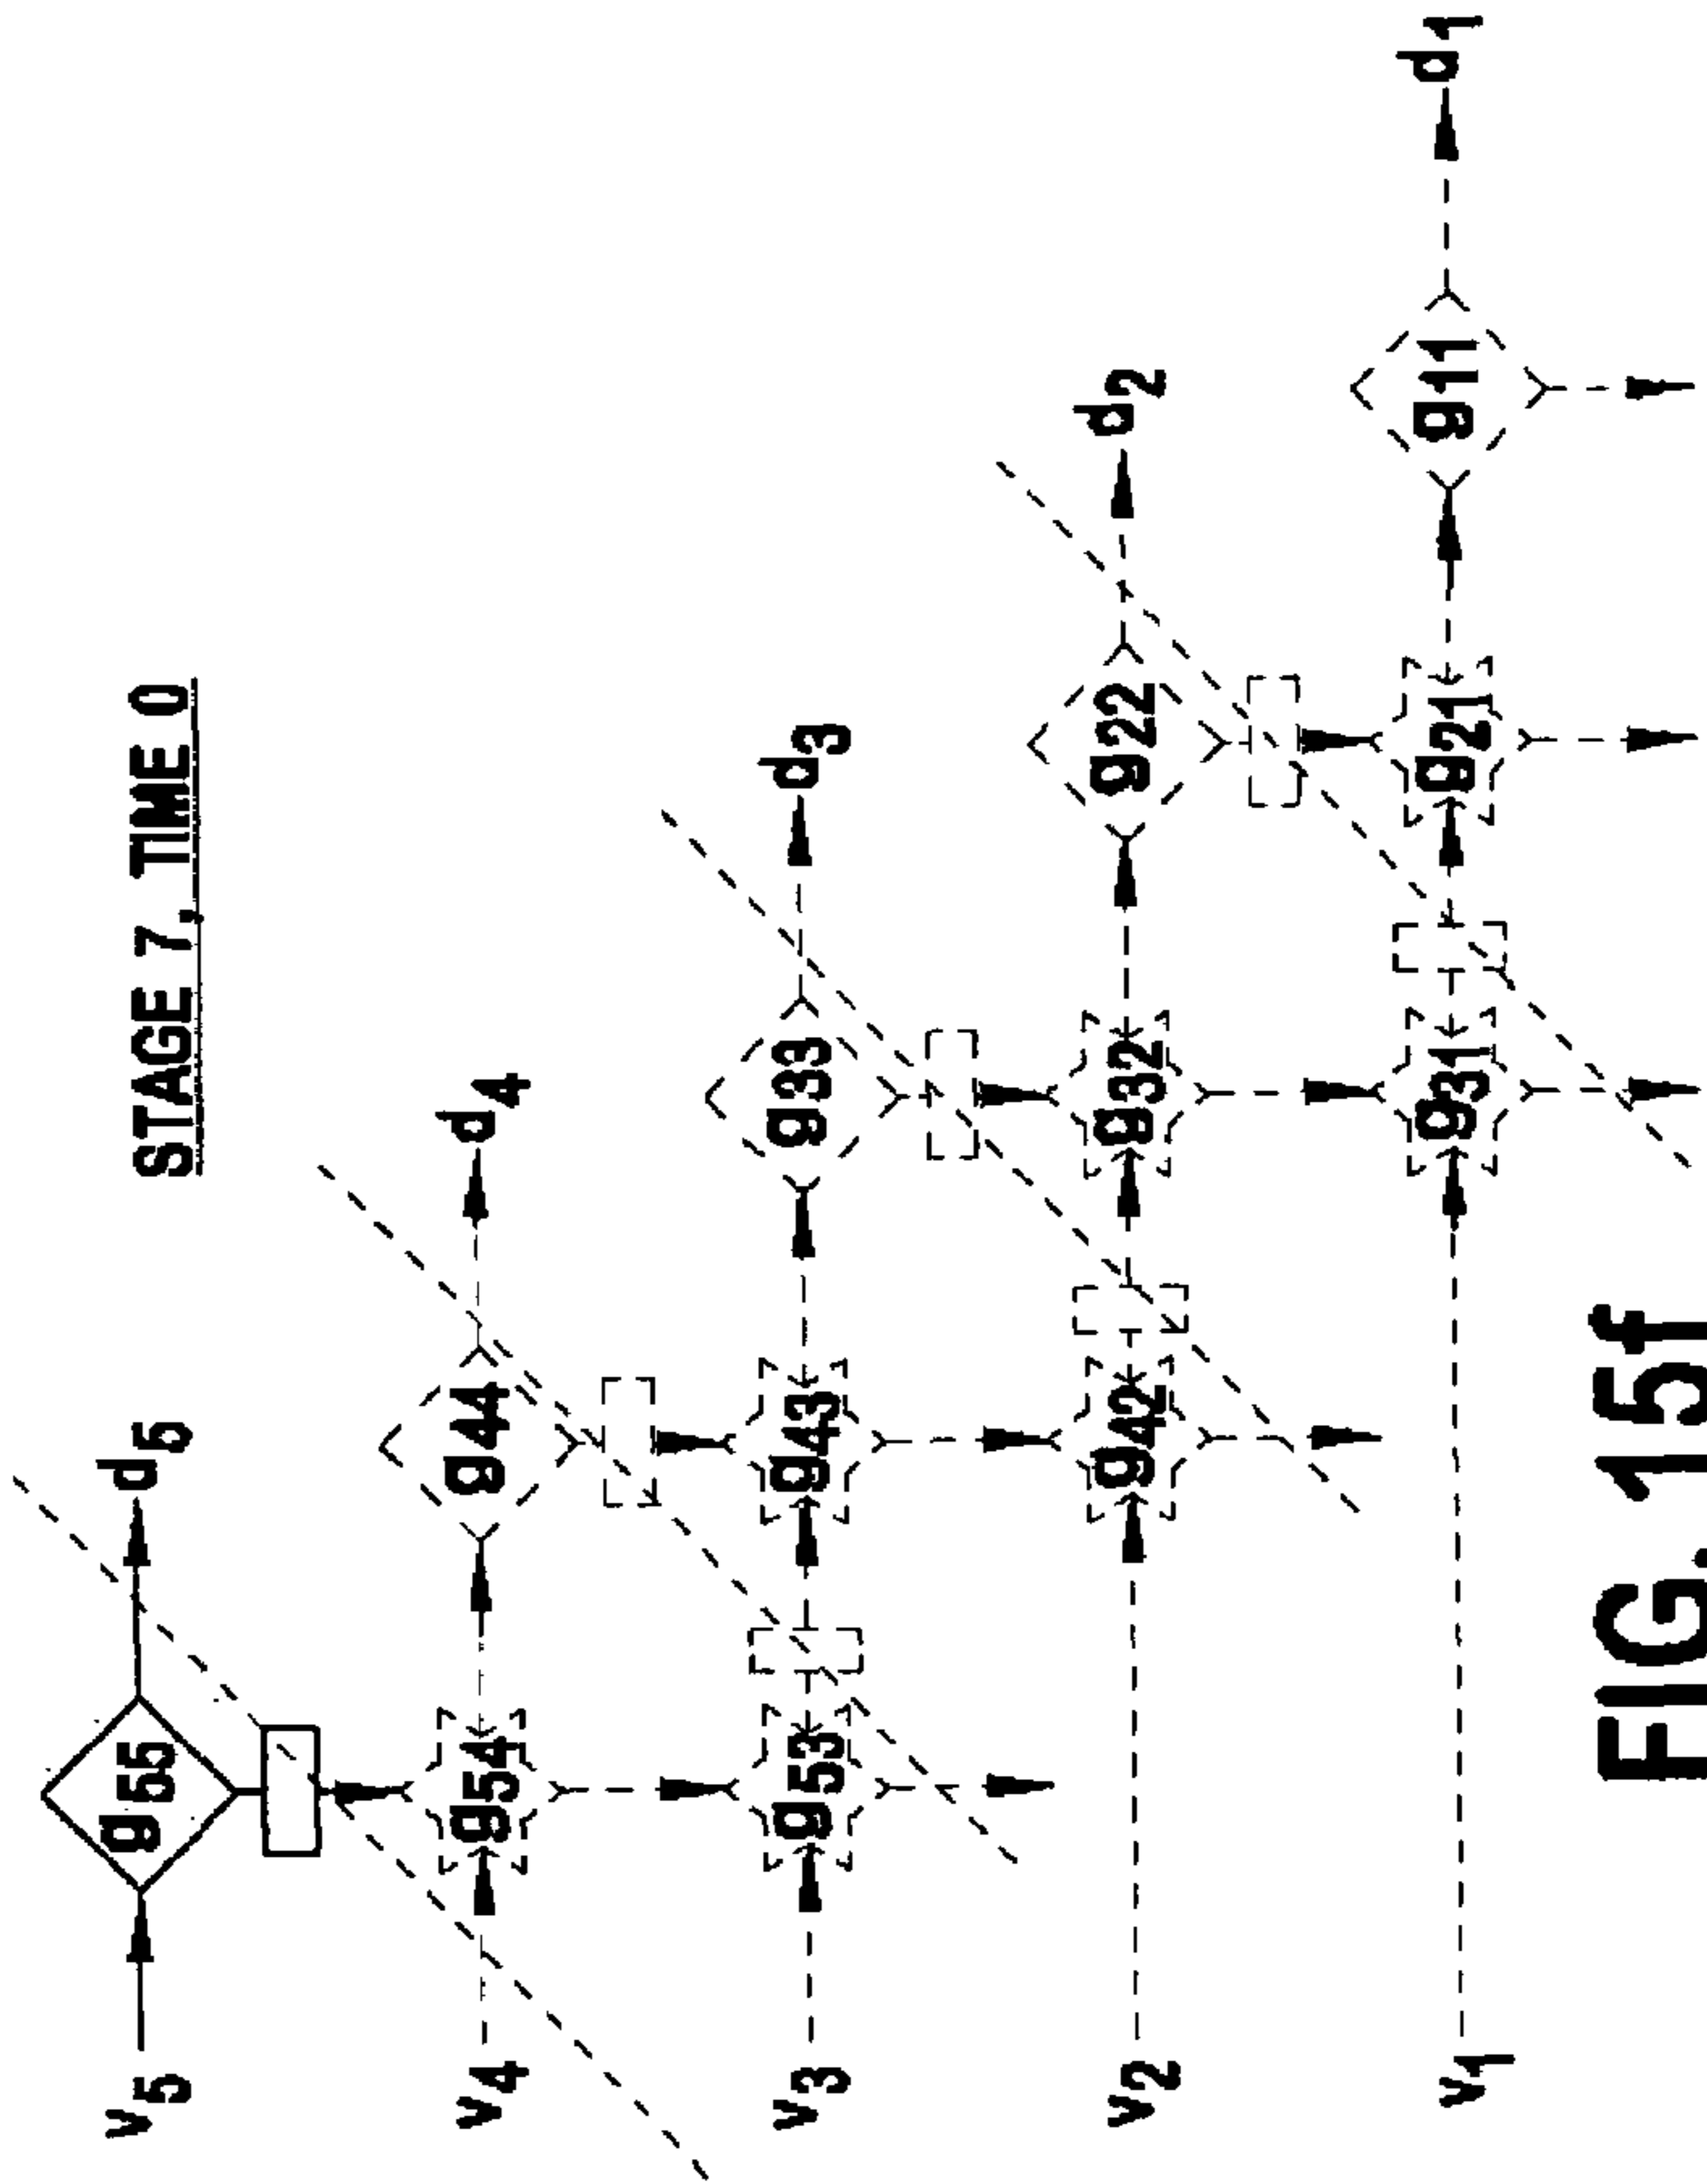 STAGE 7, TIME 0
v5 g55 d5
v4 g54 g44 d4
v3 g53 g43 g33 d3
v2 g42 g32 g22 d2
v1 g31 g21 g11 d1
FIG. 15f